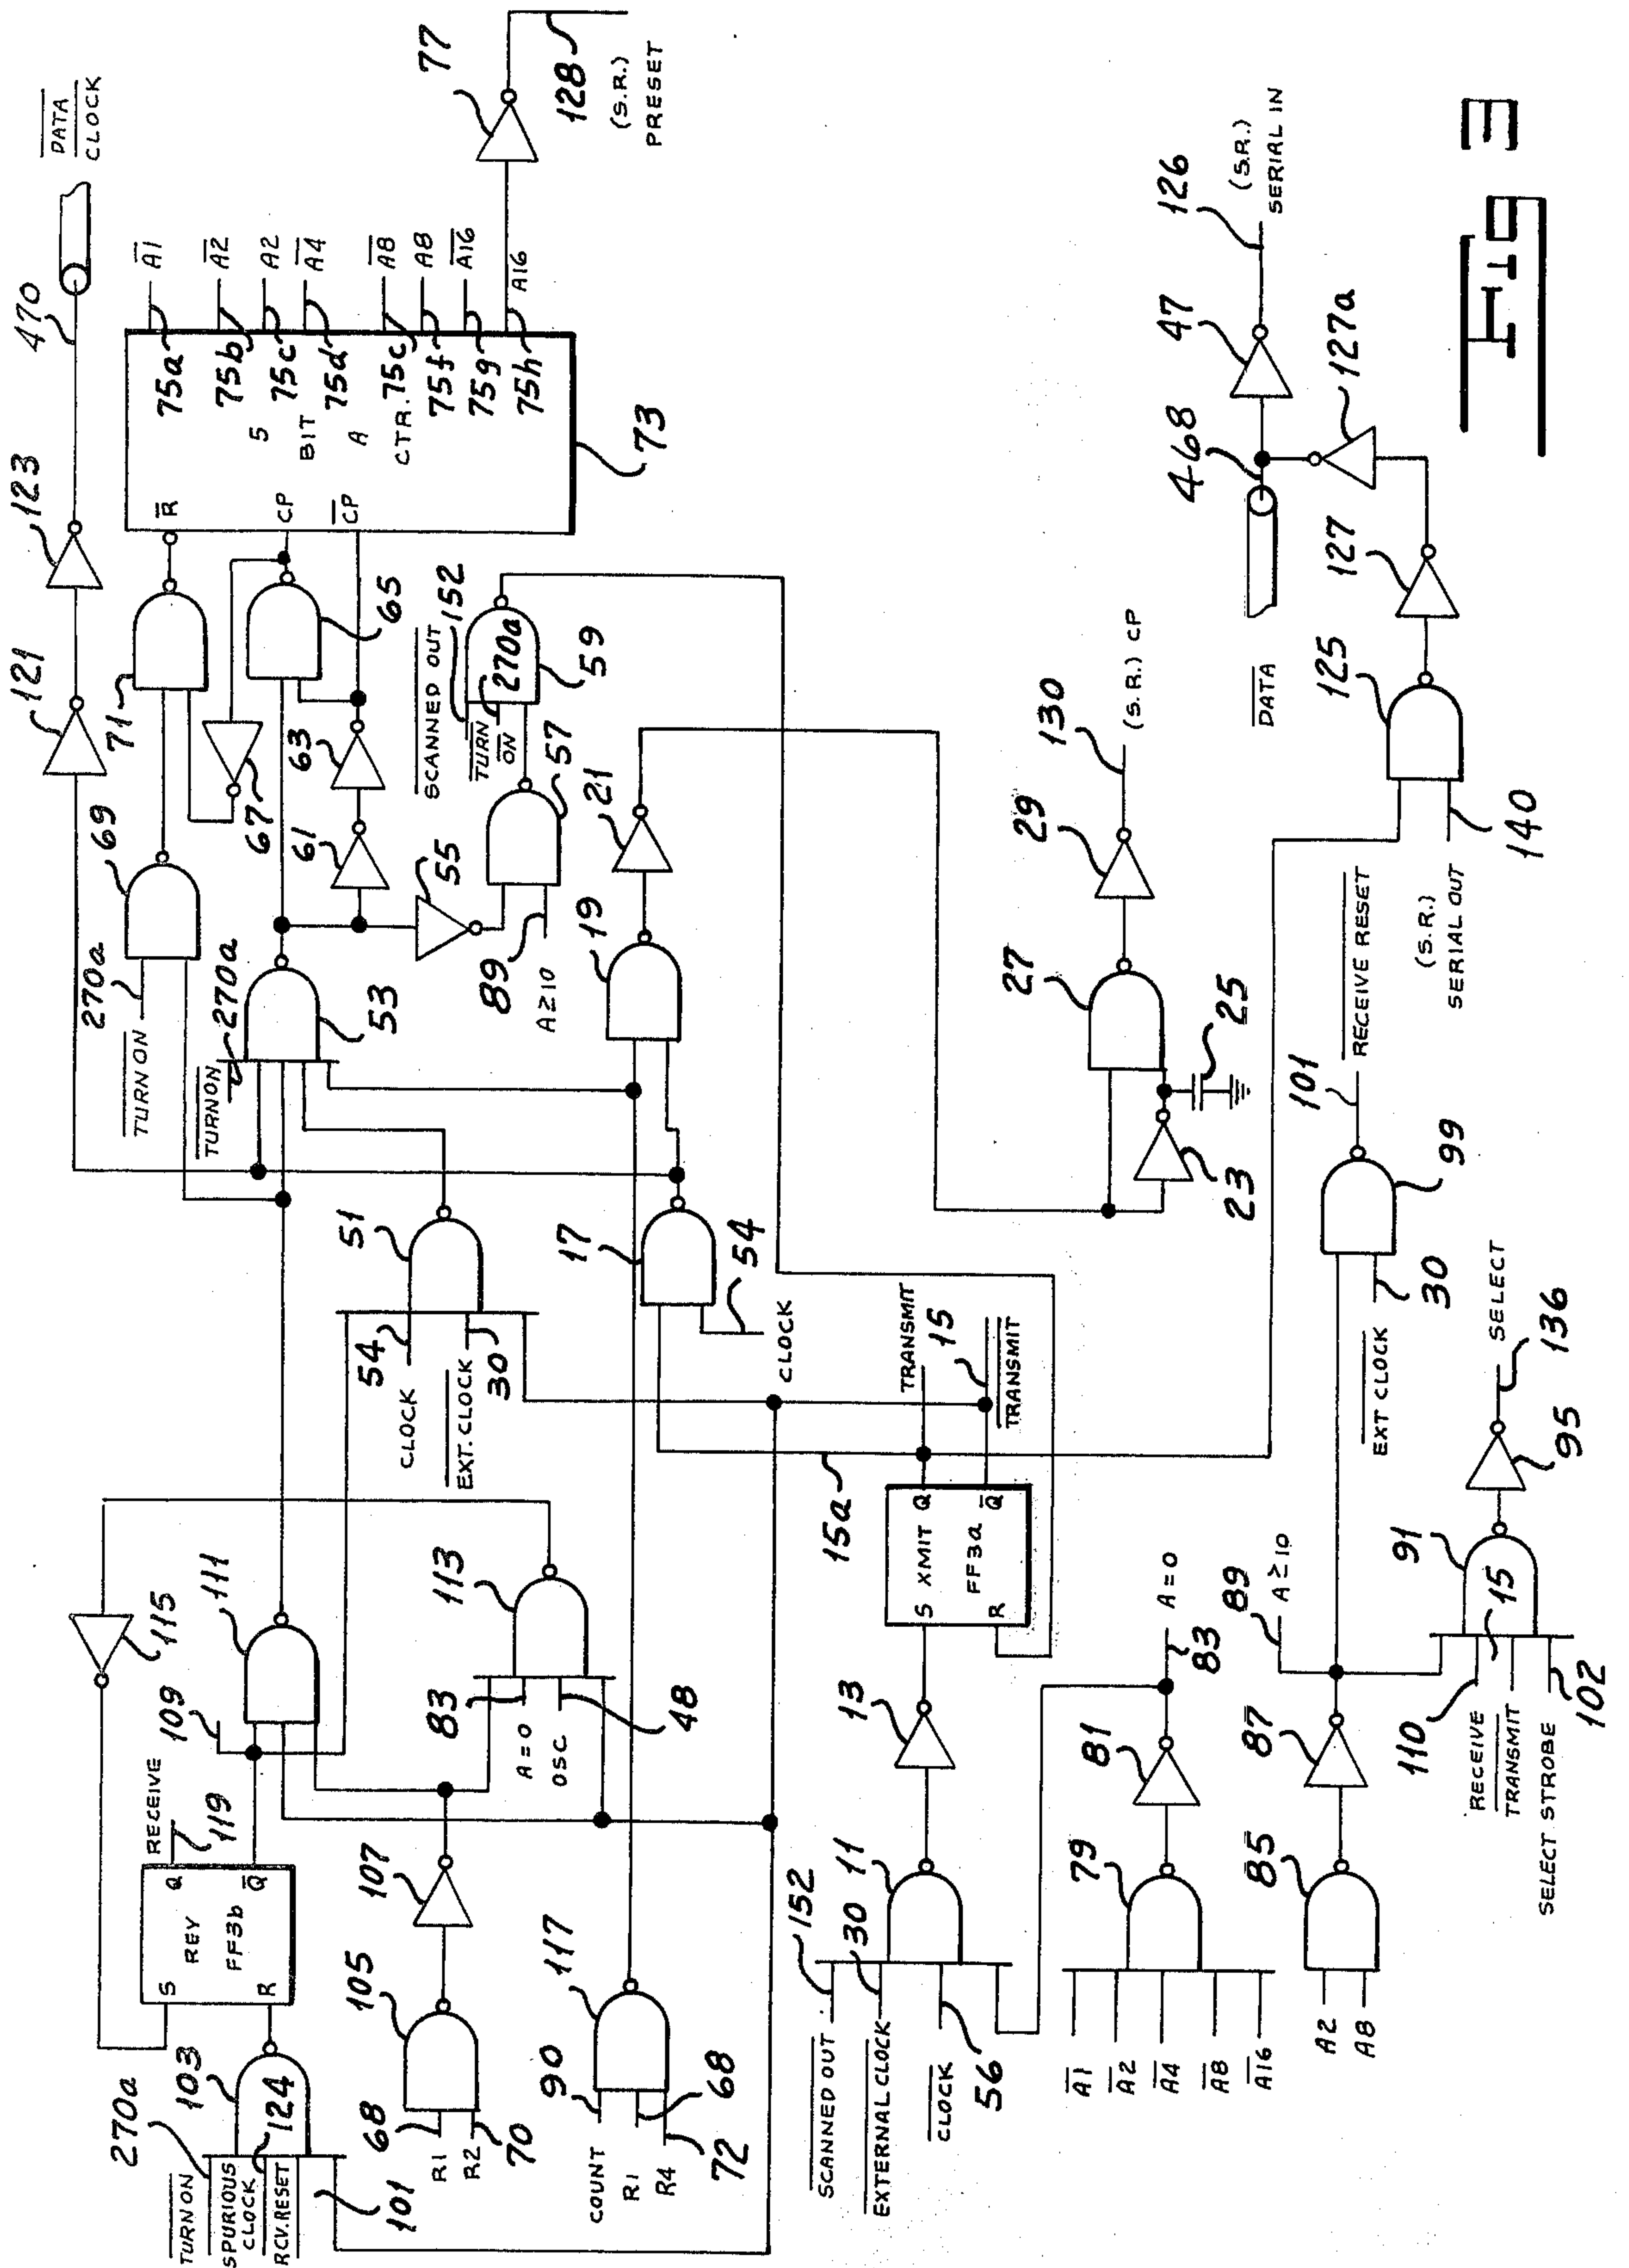 DATA
CLOCK
470
123
121
77
128
(S.R.)
PRESET
R
CP
CP
5
BIT
A
CTR.
75a
75b
75c
75d
75c
75f
75g
75h
A1
A2
A2
A4
A8
A8
A16
A16
73
71
69
67
65
63
61
55
270a
TURN ON
TURN ON
270a
53
SCANNED OUT
152
TURN
ON
270a
59
57
89
A≥10
21
19
51
54
CLOCK
EXT. CLOCK
30
17
54
CLOCK
115
111
109
113
83
A=0
OSC
48
RECEIVE
119
Q
Q
REY
FF3b
S
R
270a
103
124
TURN ON
SPURIOUS
CLOCK
RCV. RESET
101
107
105
68
R1
R2
70
117
90
COUNT
R1
R4
68
72
152
30
11
SCANNED OUT
EXTERNAL CLOCK
CLOCK
56
13
15a
S
XMIT
Q
FF3a
R
Q
TRANSMIT
15
TRANSMIT
A=0
83
81
79
A1
A2
A4
A8
A16
85
87
A2
A8
89
A≥10
91
15
110
RECEIVE
TRANSMIT
SELECT STROBE
102
95
136
SELECT
EXT CLOCK
30
99
101
RECEIVE RESET
23
25
27
29
130
(S.R.) CP
DATA
468
47
126
(S.R.)
SERIAL IN
127a
127
125
140
(S.R.)
SERIAL OUT
FIG 3